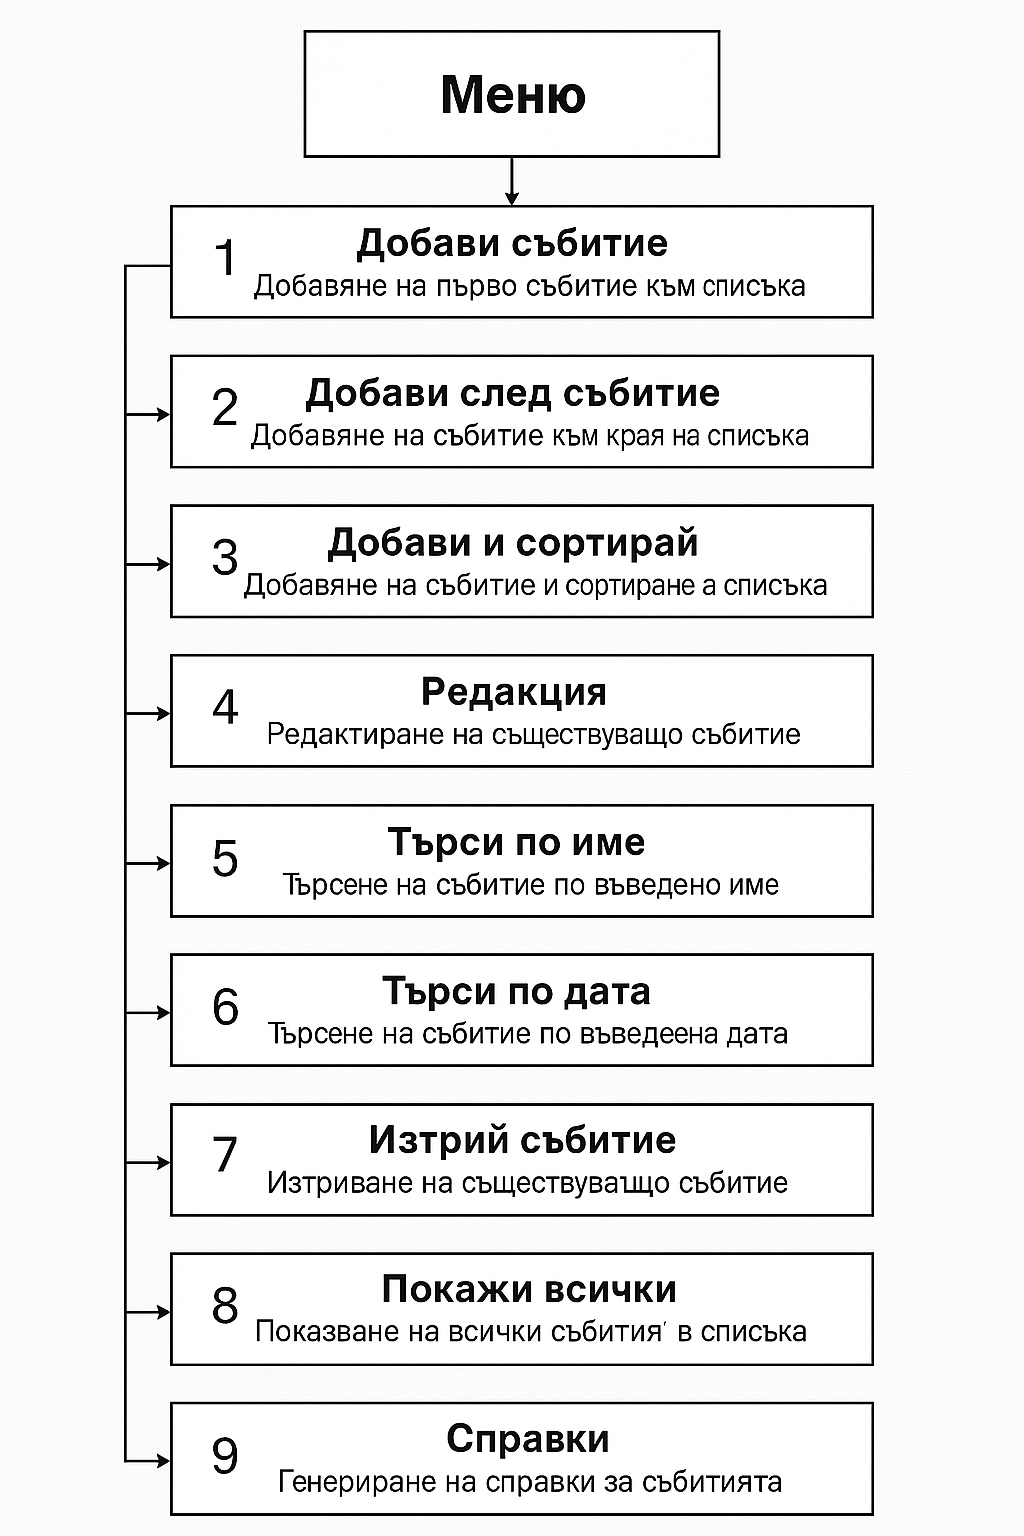 Меню
1 Добави събитие
Добавяне на първо събитие към списъка
2 Добави след събитие
Добавяне на събитие към края на списъка
3 Добави и сортирай
Добавяне на събитие и сортиране а списъка
4 Редакция
Редактиране на съществуващо събитие
5 Търси по име
Търсене на събитие по въведено име
6 Търси по дата
Търсене на събитие по въведеена дата
7 Изтрий събитие
Изтриване на съществуващо събитие
8 Покажи всички
Показване на всички събития' в списъка
9 Справки
Генериране на справки за събитията